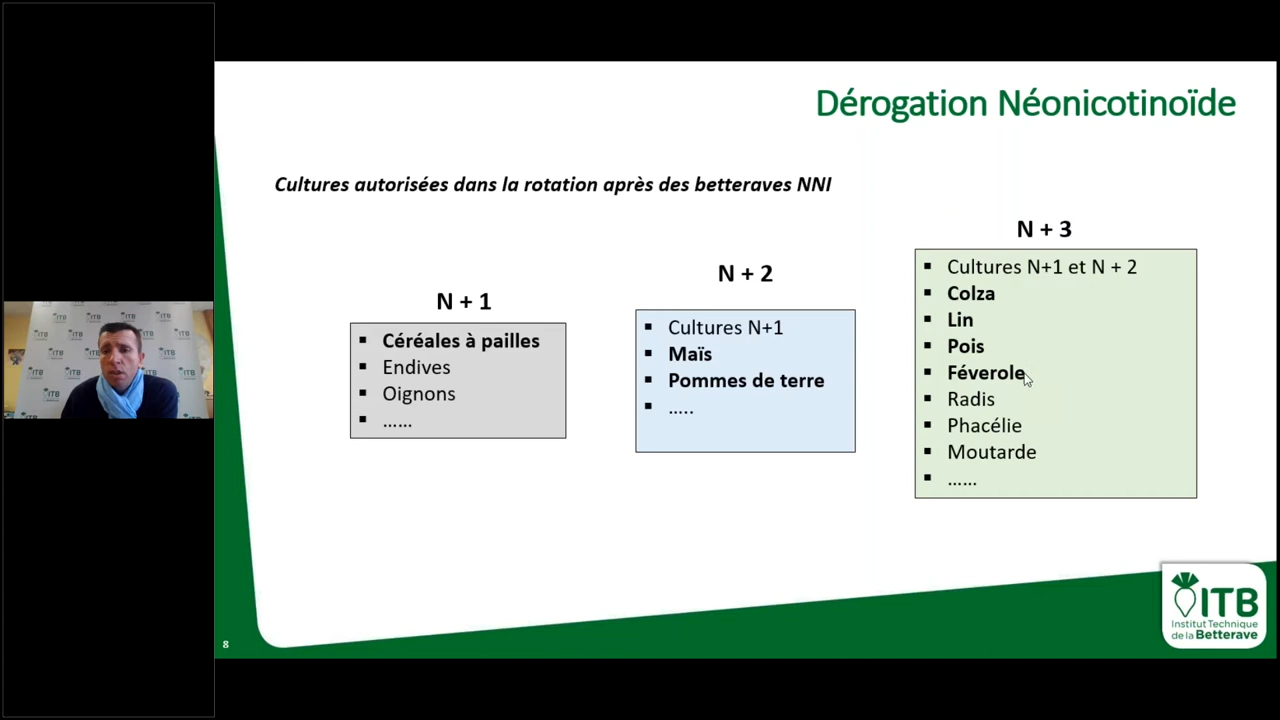 Dérogation Néonicotinoïde
Cultures autorisées dans la rotation après des betteraves NNI
N + 1
Céréales à pailles
Endives
Oignons
......
N + 2
Cultures N+1
Maïs
Pommes de terre
.....
N + 3
Cultures N+1 et N + 2
Colza
Lin
Pois
Féverole
Radis
Phacélie
Moutarde
......
8
ITB
Institut Technique
de la Betterave